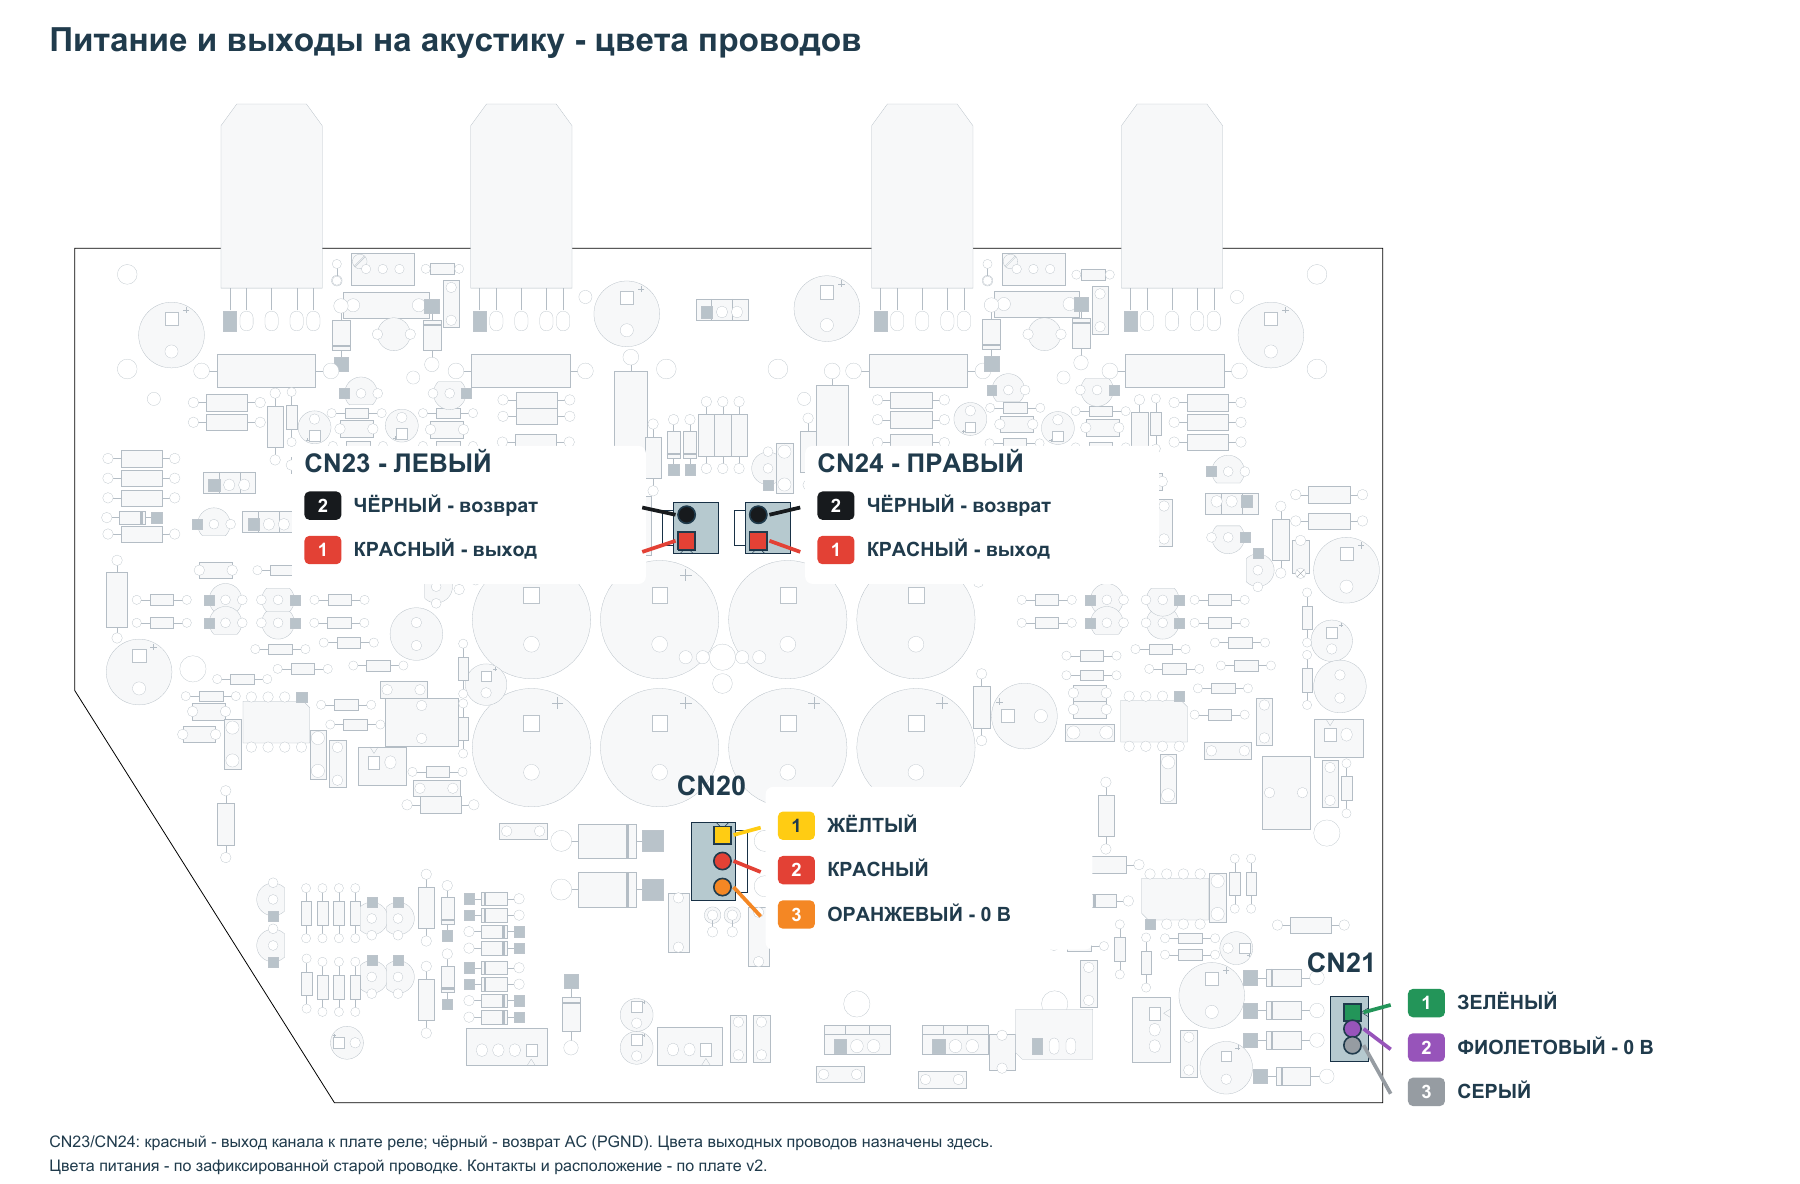 Питание и выходы на акустику - цвета проводов
CN23 - ЛЕВЫЙ
2 ЧЁРНЫЙ - возврат
1 КРАСНЫЙ - выход
CN24 - ПРАВЫЙ
2 ЧЁРНЫЙ - возврат
1 КРАСНЫЙ - выход
CN20
1 ЖЁЛТЫЙ
2 КРАСНЫЙ
3 ОРАНЖЕВЫЙ - 0 В
CN21
1 ЗЕЛЁНЫЙ
2 ФИОЛЕТОВЫЙ - 0 В
3 СЕРЫЙ
CN23/CN24: красный - выход канала к плате реле; чёрный - возврат АС (PGND). Цвета выходных проводов назначены здесь.
Цвета питания - по зафиксированной старой проводке. Контакты и расположение - по плате v2.